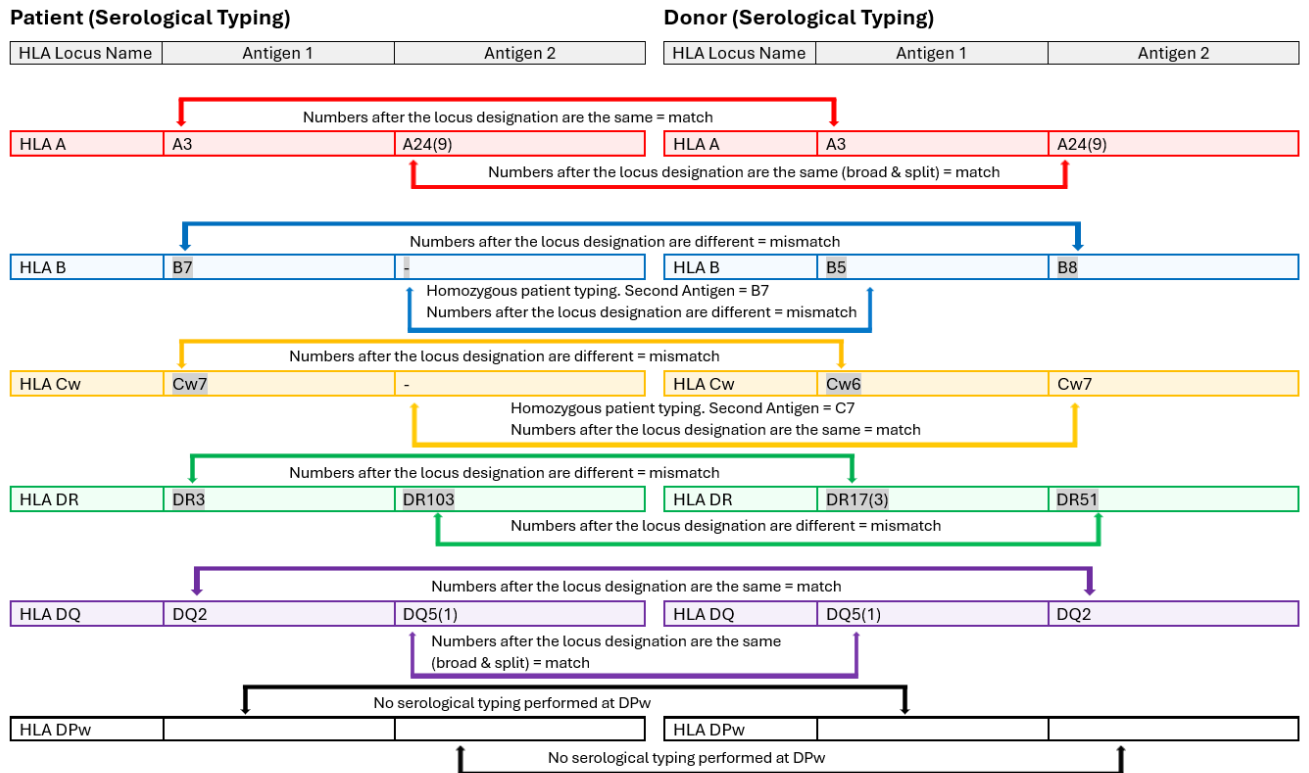 Patient (Serological Typing) Donor (Serological Typing)
HLA Locus Name Antigen 1 Antigen 2 HLA Locus Name Antigen 1 Antigen 2
Numbers after the locus designation are the same = match
HLA A A3 A24(9) HLA A A3 A24(9)
Numbers after the locus designation are the same (broad & split) = match
Numbers after the locus designation are different = mismatch
HLA B B7 - HLA B B5 B8
Homozygous patient typing. Second Antigen = B7
Numbers after the locus designation are different = mismatch
Numbers after the locus designation are different = mismatch
HLA Cw Cw7 - HLA Cw Cw6 Cw7
Homozygous patient typing. Second Antigen = C7
Numbers after the locus designation are the same = match
Numbers after the locus designation are different = mismatch
HLA DR DR3 DR103 HLA DR DR17(3) DR51
Numbers after the locus designation are different = mismatch
Numbers after the locus designation are the same = match
HLA DQ DQ2 DQ5(1) HLA DQ DQ5(1) DQ2
Numbers after the locus designation are the same
(broad & split) = match
No serological typing performed at DPw
HLA DPw HLA DPw
No serological typing performed at DPw